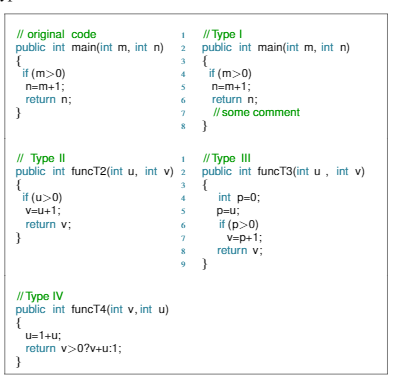 // original code
public int main(int m, int n)
{
if (m>0)
n=m+1;
return n;
}
1 // Type I
2 public int main(int m, int n)
3 {
4 if (m>0)
5 n=m+1;
6 return n;
7 // some comment
8 }
// Type II
public int funcT2(int u, int v)
{
if (u>0)
v=u+1;
return v;
}
1 // Type III
2 public int funcT3(int u , int v)
3 {
4 int p=0;
5 p=u;
6 if (p>0)
7 v=p+1;
8 return v;
9 }
// Type IV
public int funcT4(int v, int u)
{
u=1+u;
return v>0?v+u:1;
}